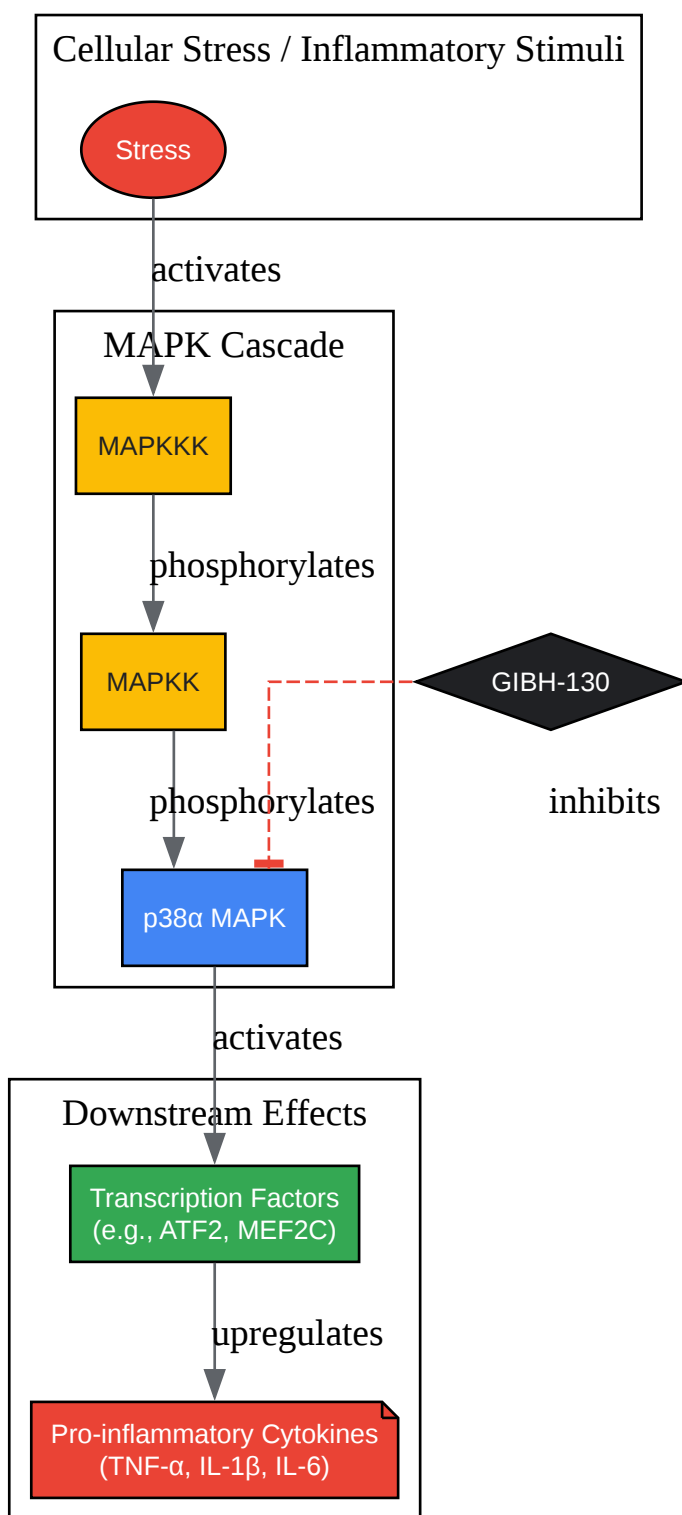 Cellular Stress / Inflammatory Stimuli
Stress
activates
MAPK Cascade
MAPKKK
phosphorylates
MAPKK
GIBH-130
phosphorylates
inhibits
p38α MAPK
activates
Downstream Effects
Transcription Factors
(e.g., ATF2, MEF2C)
upregulates
Pro-inflammatory Cytokines
(TNF-α, IL-1β, IL-6)